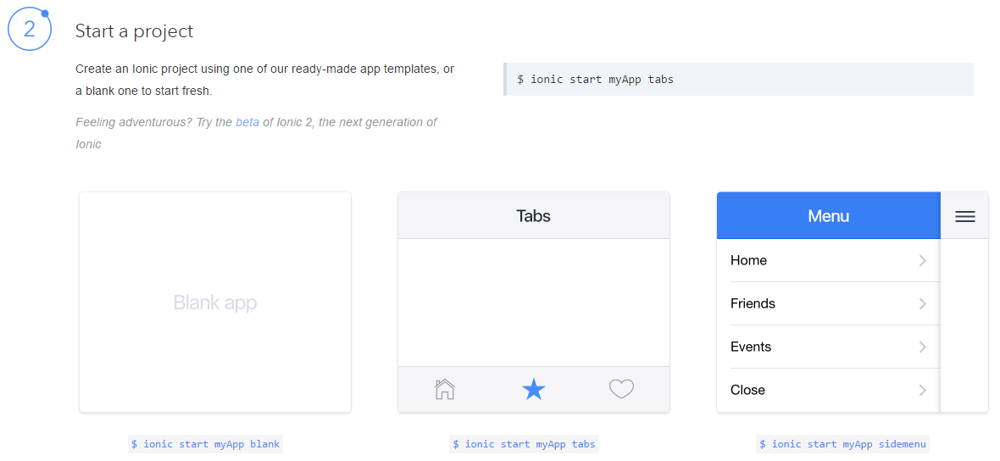 2
Start a project
Create an Ionic project using one of our ready-made app templates, or
a blank one to start fresh.
Feeling adventurous? Try the beta of Ionic 2, the next generation of
Ionic
$ ionic start myApp tabs
Blank app
$ ionic start myApp blank
Tabs
$ ionic start myApp tabs
Menu
Home
Friends
Events
Close
$ ionic start myApp sidemenu